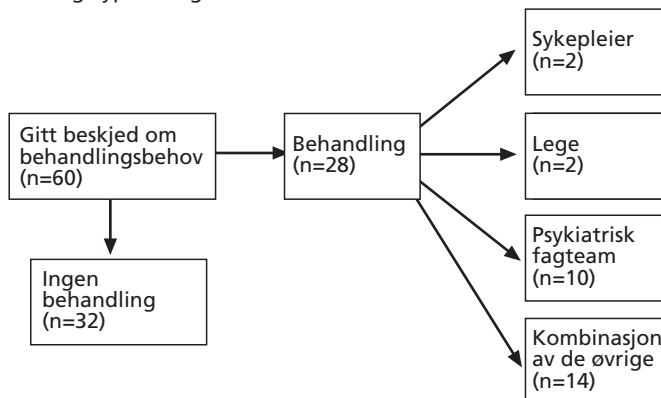 Gitt beskjed om
behandlingsbehov
(n=60)
Ingen
behandling
(n=32)
Behandling
(n=28)
Sykepleier
(n=2)
Lege
(n=2)
Psykiatrisk
fagteam
(n=10)
Kombinasjon
av de øvrige
(n=14)